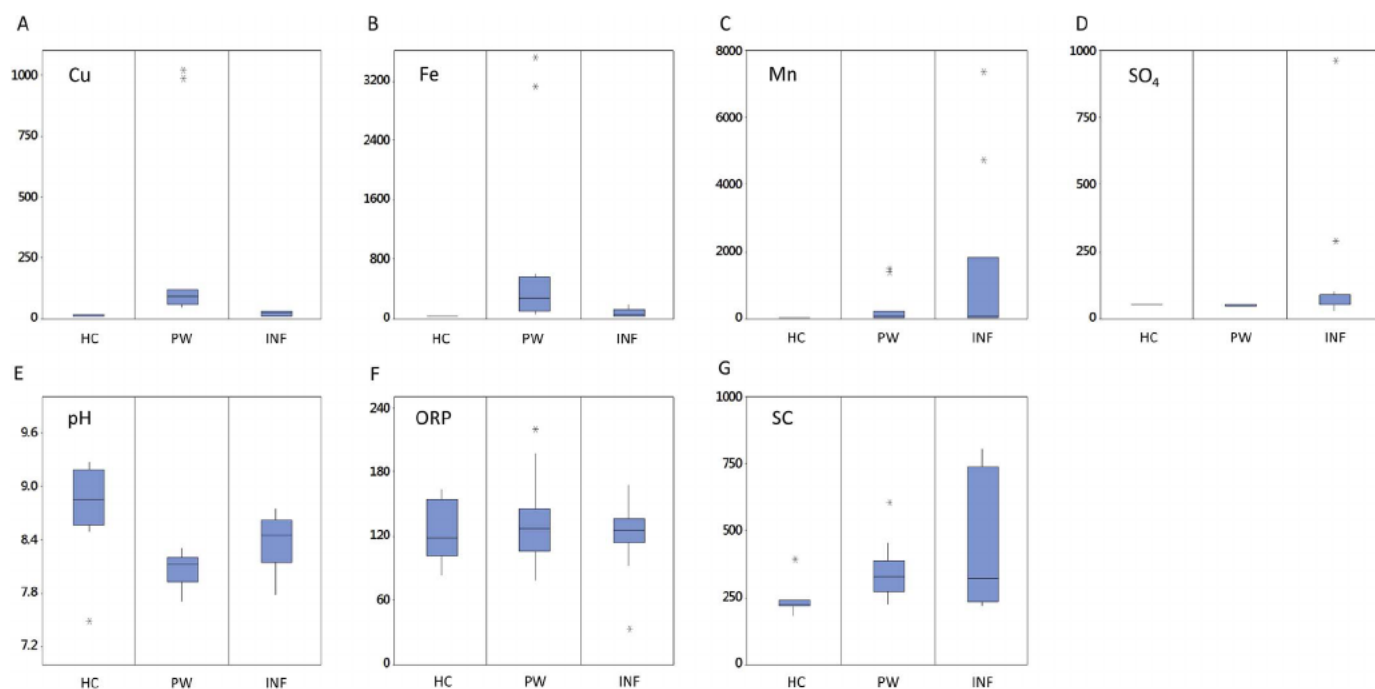 A
Cu
1000
750
500
250
0
HC PW INF
B
Fe
3200
2400
1600
800
0
HC PW INF
C
Mn
8000
6000
4000
2000
0
HC PW INF
D
SO₄
1000
750
500
250
0
HC PW INF
E
pH
9.6
9.0
8.4
7.8
7.2
HC PW INF
F
ORP
240
180
120
60
0
HC PW INF
G
SC
1000
750
500
250
0
HC PW INF